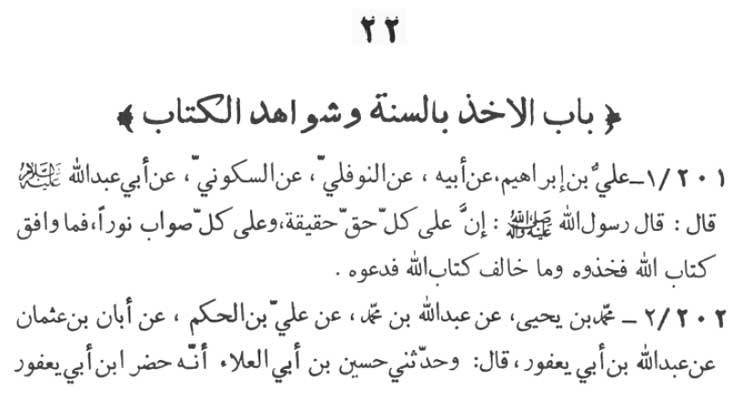 ٢٢
﴿ باب الاخذ بالسنة وشواهد الكتاب ﴾
١/٢٠١ـ عليُّ بن إبراهيم،عن أبيه ، عن النوفليّ، عن السكونيّ، عن أبي عبدالله عليه السلام
قال : قال رسول الله صلى الله عليه وآله : إنَّ على كلّ حقّ حقيقة،وعلى كلّ صواب نوراً،فما وافق
كتاب الله فخذوه وما خالف كتاب الله فدعوه .
٢/٢٠٢ ـ محمّد بن يحيى، عن عبدالله بن محمّد، عن عليّ بن الحكم ، عن أبان بن عثمان
عن عبدالله بن أبي يعفور، قال: وحدّثني حسين بن أبي العلاء أنّه حضر ابن أبي يعفور